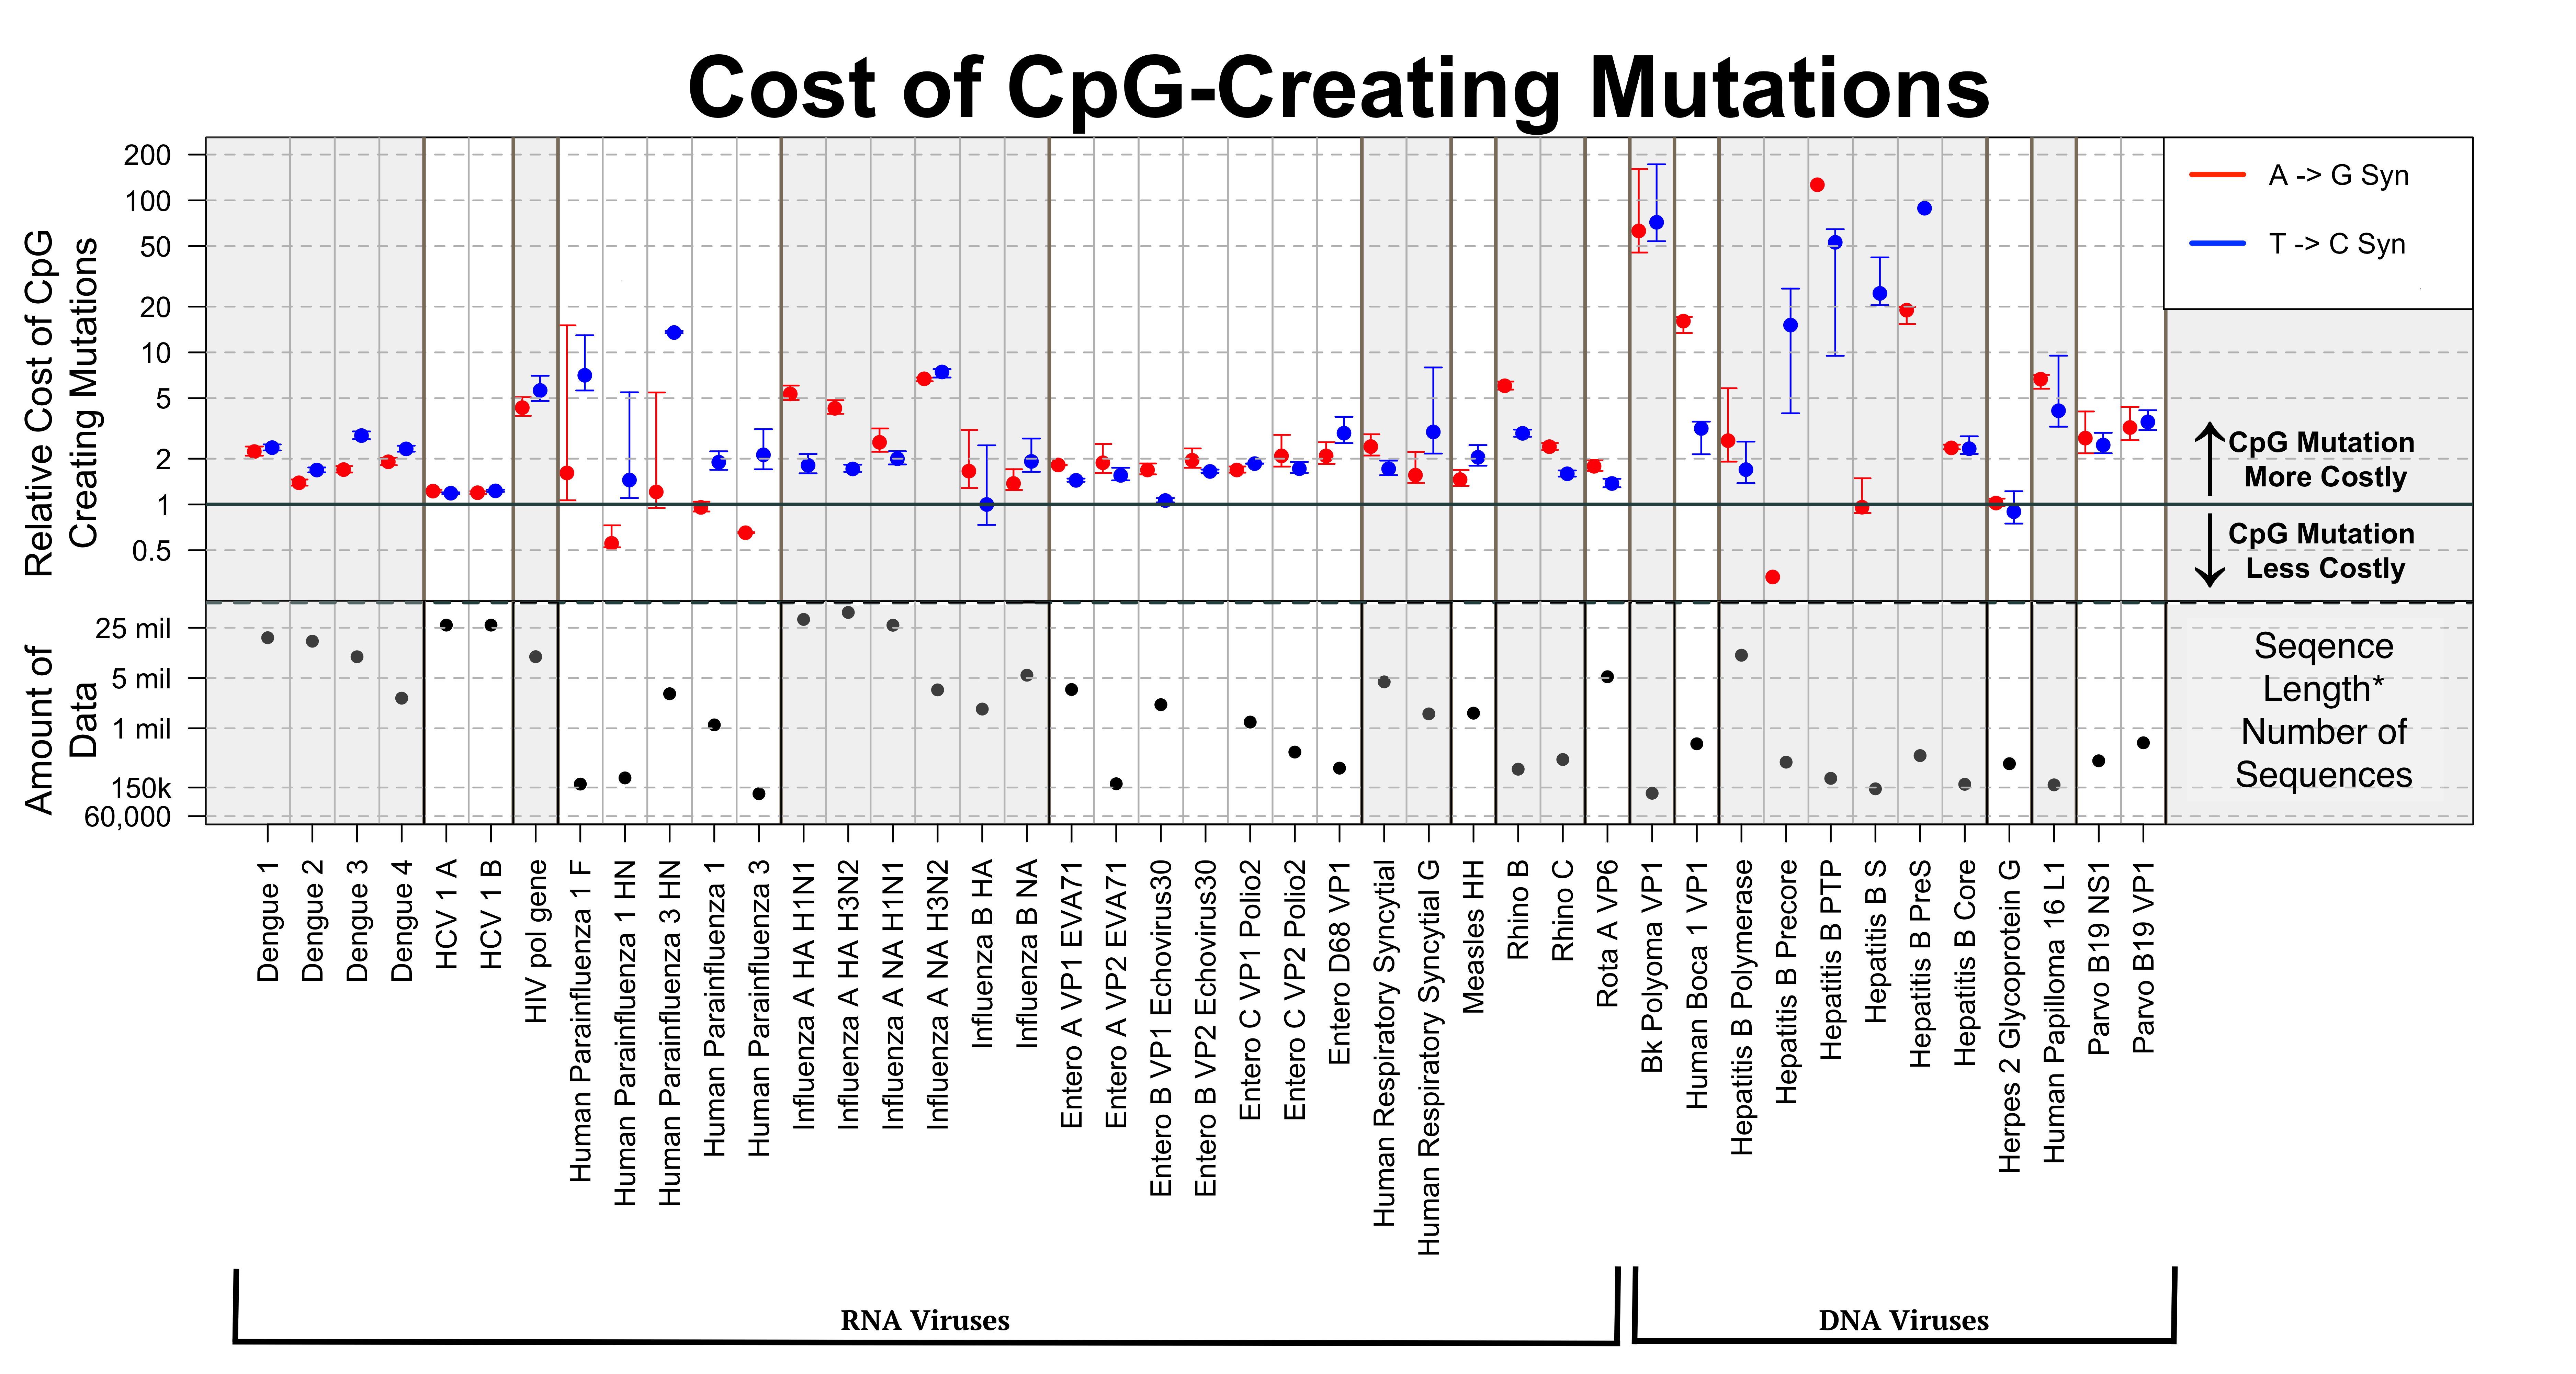 Cost of CpG-Creating Mutations
Relative Cost of CpG
Creating Mutations
200
100
50
20
10
5
2
1
0.5
A -> G Syn
T -> C Syn
CpG Mutation
More Costly
CpG Mutation
Less Costly
Amount of
Data
25 mil
5 mil
1 mil
150k
60,000
Seqence
Length*
Number of
Sequences
Dengue 1
Dengue 2
Dengue 3
Dengue 4
HCV 1 A
HCV 1 B
HIV pol gene
Human Parainfluenza 1 F
Human Parainfluenza 1 HN
Human Parainfluenza 3 HN
Human Parainfluenza 1
Human Parainfluenza 3
Influenza A HA H1N1
Influenza A HA H3N2
Influenza A NA H1N1
Influenza A NA H3N2
Influenza B HA
Influenza B NA
Entero A VP1 EVA71
Entero A VP2 EVA71
Entero B VP1 Echovirus30
Entero B VP2 Echovirus30
Entero C VP1 Polio2
Entero C VP2 Polio2
Entero D68 VP1
Human Respiratory Syncytial
Human Respiratory Syncytial G
Measles HH
Rhino B
Rhino C
Rota A VP6
Bk Polyoma VP1
Human Boca 1 VP1
Hepatitis B Polymerase
Hepatitis B Precore
Hepatitis B PTP
Hepatitis B S
Hepatitis B PreS
Hepatitis B Core
Herpes 2 Glycoprotein G
Human Papilloma 16 L1
Parvo B19 NS1
Parvo B19 VP1
RNA Viruses
DNA Viruses